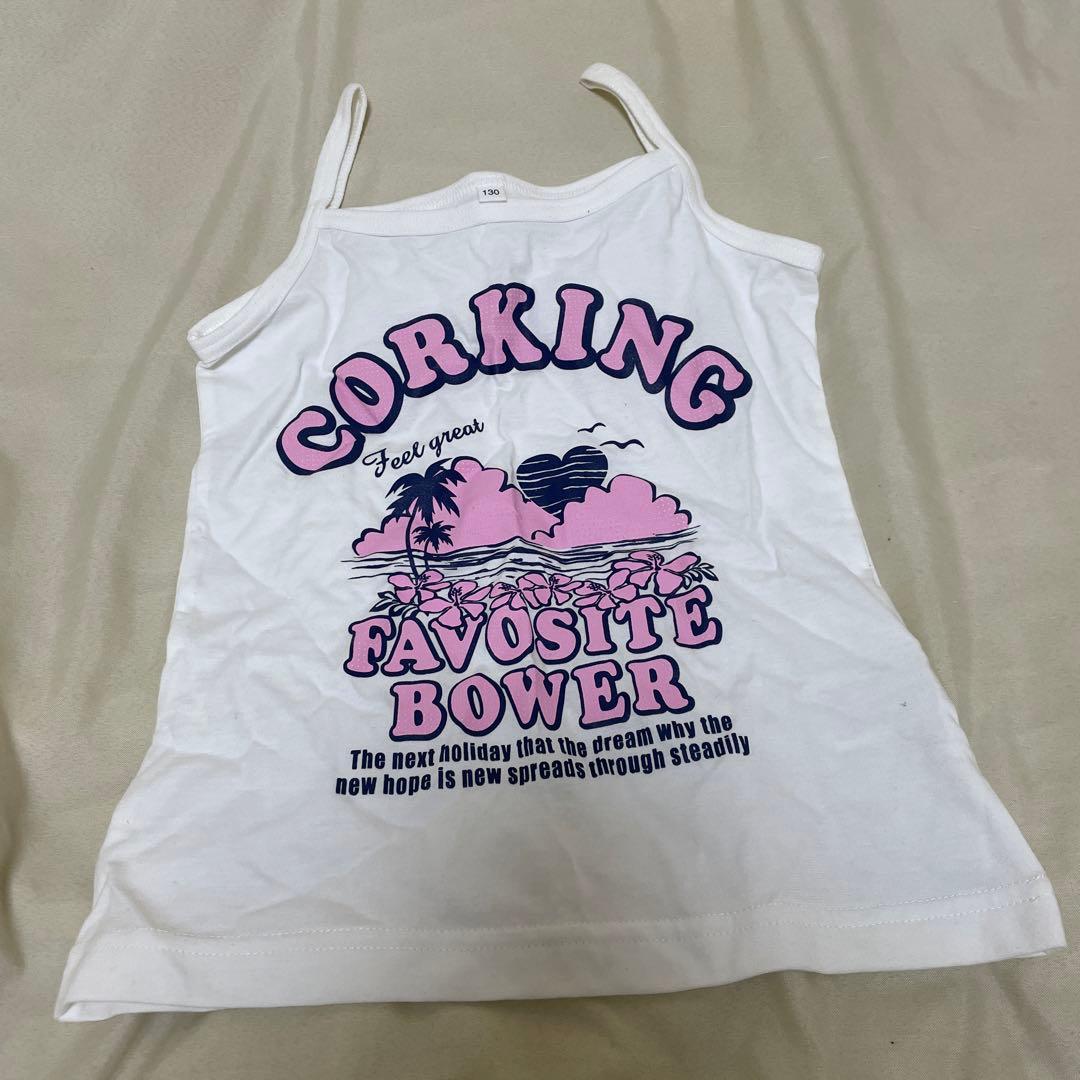 130
CORKING
Feel great
FAVOSITE
BOWER
The next holiday that the dream why the
new hope is new spreads through steadily